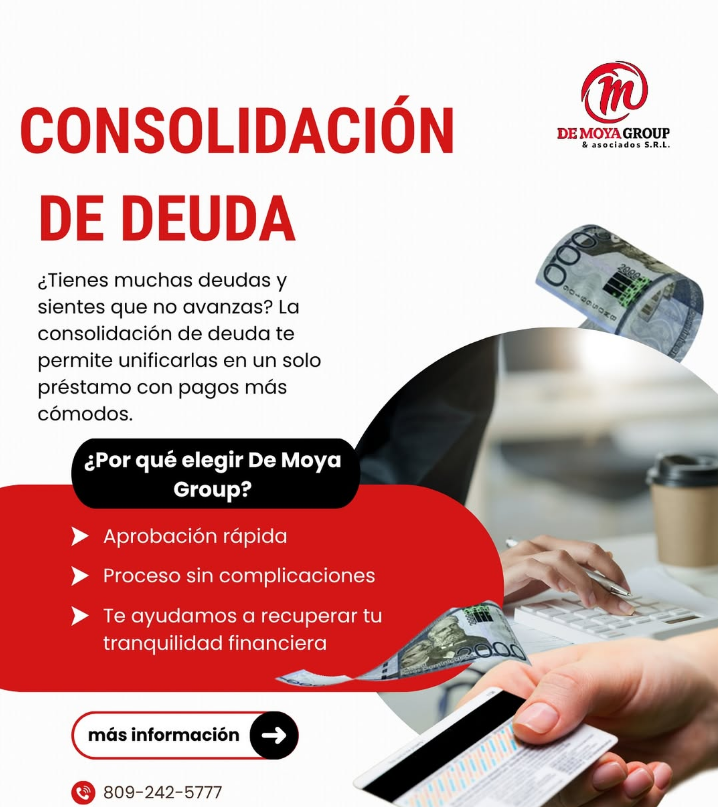 m
DE MOYA GROUP
& asociados S.R.L.
CONSOLIDACIÓN
DE DEUDA
¿Tienes muchas deudas y
sientes que no avanzas? La
consolidación de deuda te
permite unificarlas en un solo
préstamo con pagos más
cómodos.
¿Por qué elegir De Moya
Group?
Aprobación rápida
Proceso sin complicaciones
Te ayudamos a recuperar tu
tranquilidad financiera
más información
809-242-5777
2000